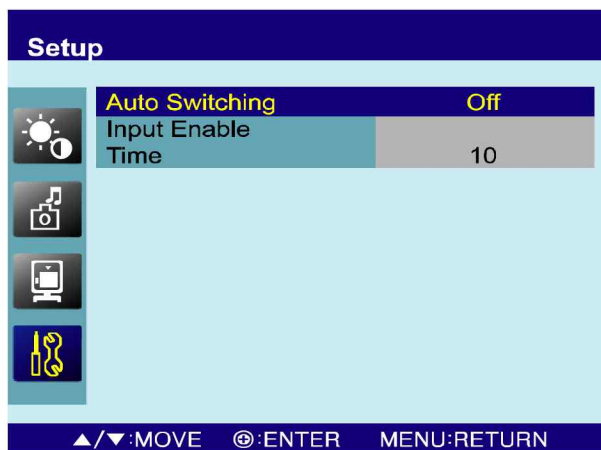 Setup
Auto Switching Off
Input Enable
Time 10
▲/▼:MOVE ⊕:ENTER MENU:RETURN